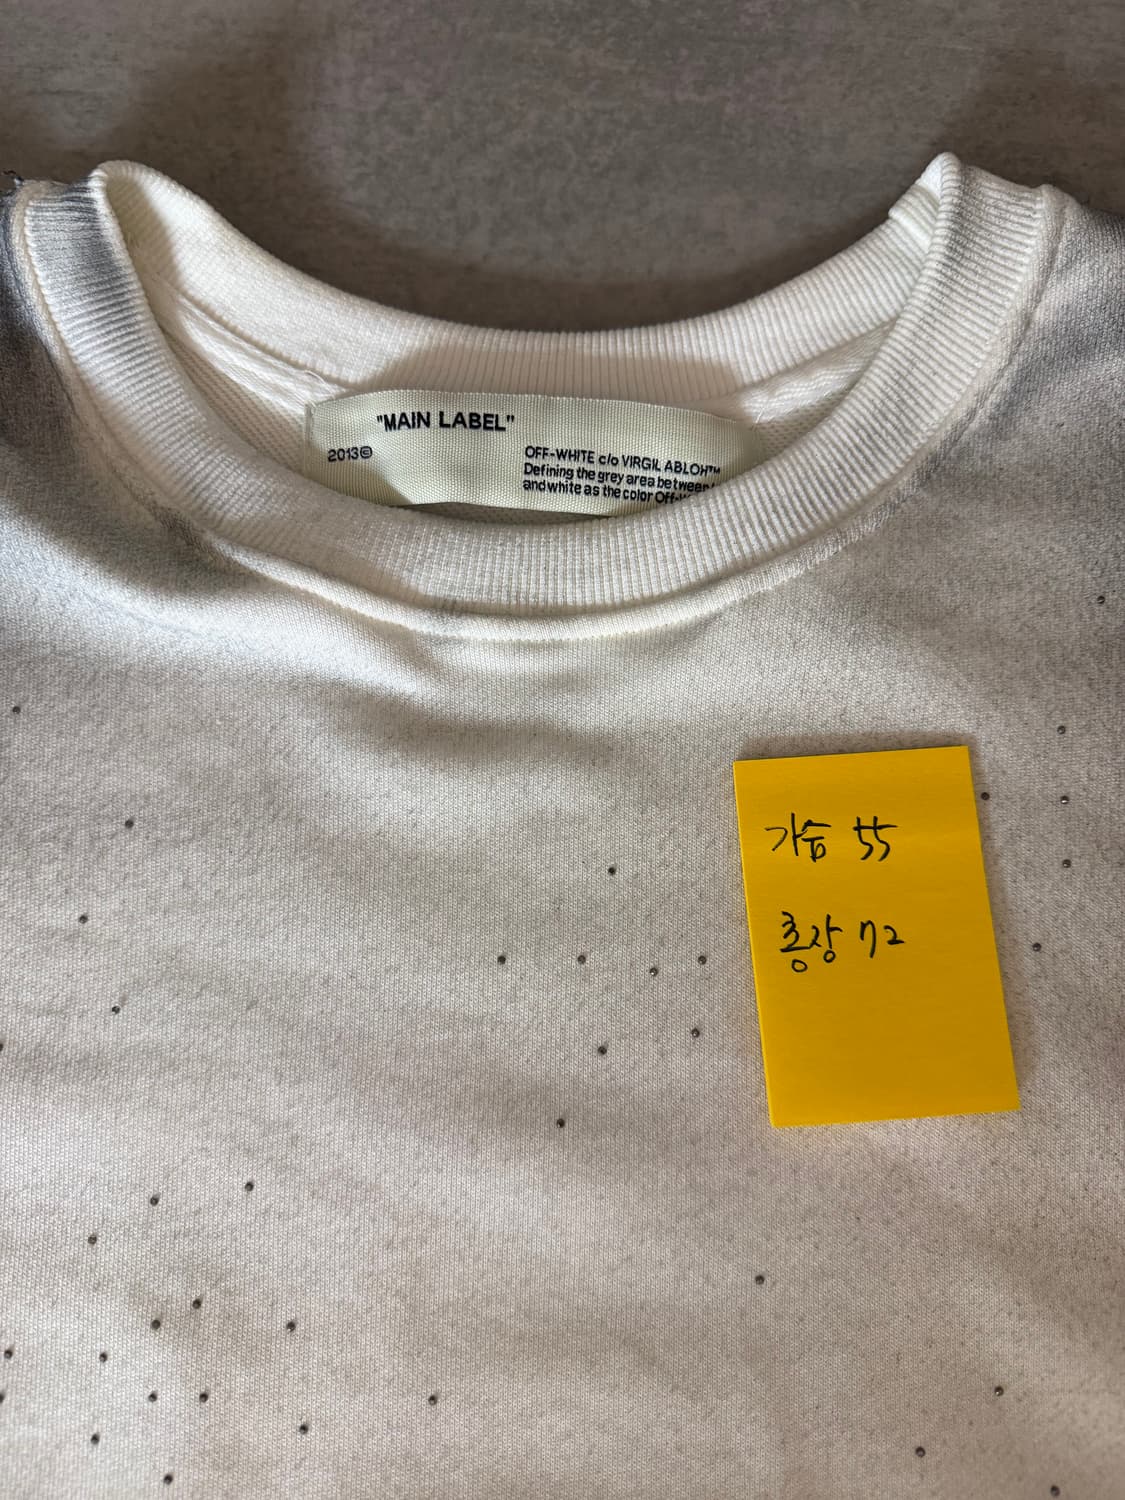 "MAIN LABEL"
2013©
OFF-WHITE c/o VIRGIL ABLOH™
Defining the grey area between
and white as the color Off-
가슴 55
총장 72